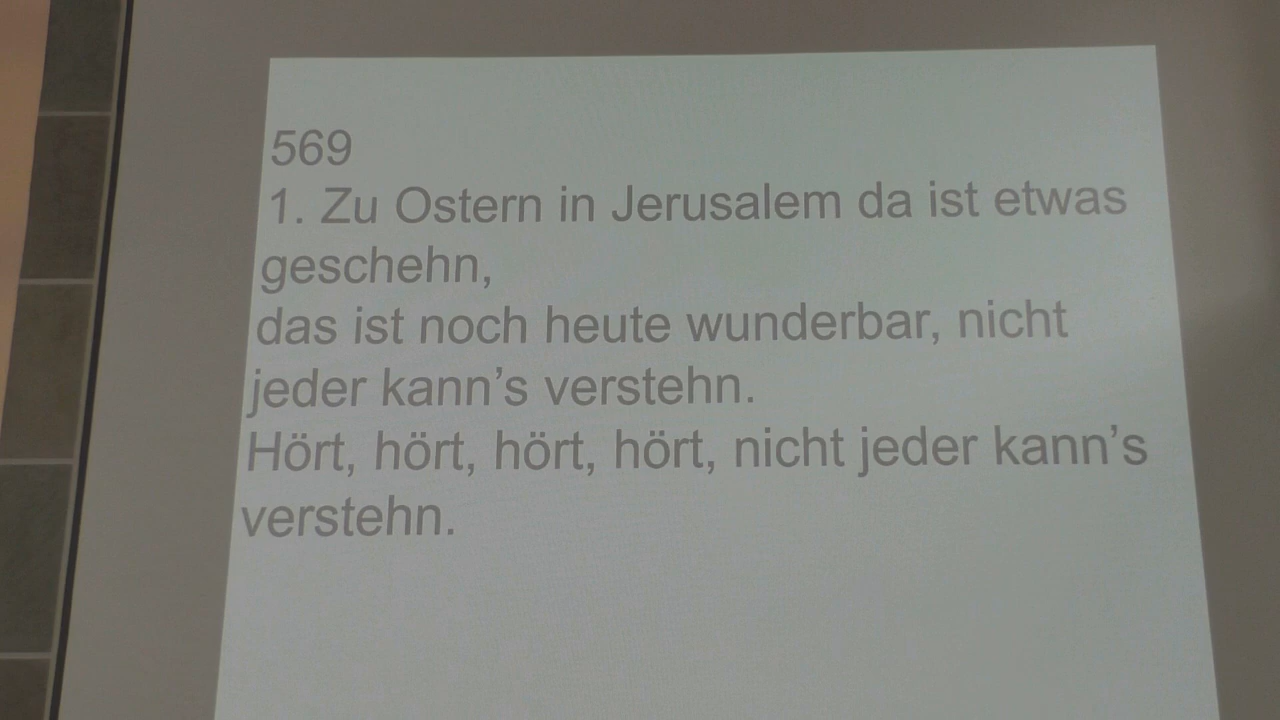 569
1. Zu Ostern in Jerusalem da ist etwas
geschehn,
das ist noch heute wunderbar, nicht
jeder kann’s verstehn.
Hört, hört, hört, hört, nicht jeder kann’s
verstehn.